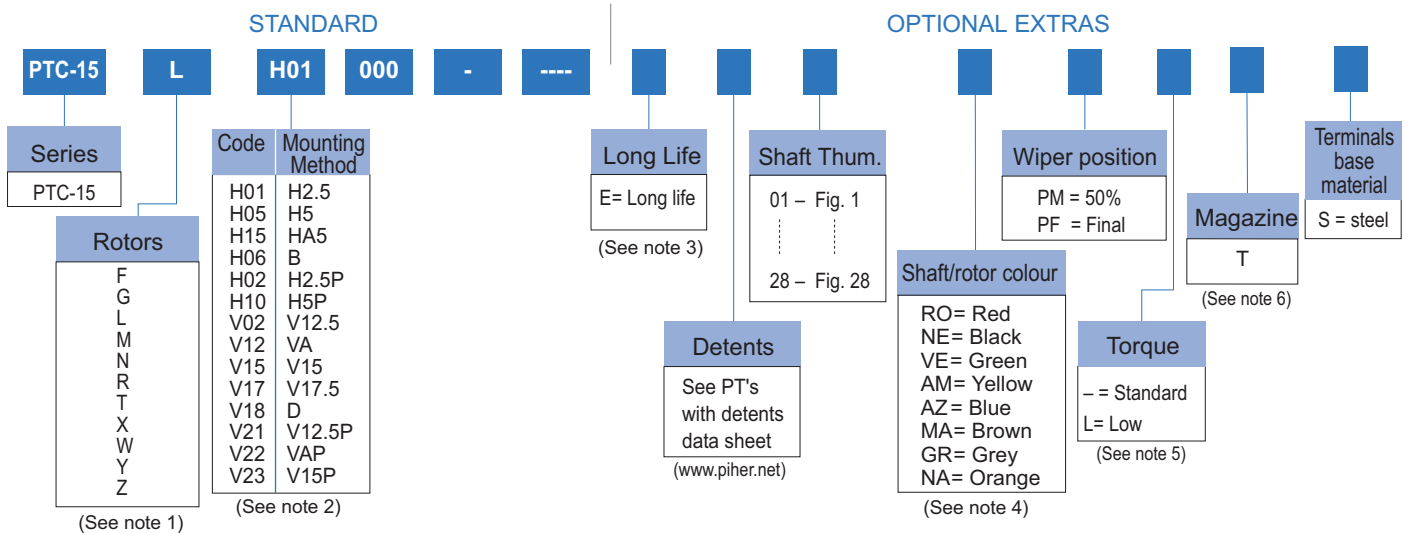 STANDARD
OPTIONAL EXTRAS
PTC-15 L H01 000 - ----
Series
PTC-15
Rotors
F
G
L
M
N
R
T
X
W
Y
Z
(See note 1)
Code Mounting
Method
H01 H2.5
H05 H5
H15 HA5
H06 B
H02 H2.5P
H10 H5P
V02 V12.5
V12 VA
V15 V15
V17 V17.5
V18 D
V21 V12.5P
V22 VAP
V23 V15P
(See note 2)
Long Life
E= Long life
(See note 3)
Detents
See PT's
with detents
data sheet
(www.piher.net)
Shaft Thum.
01 – Fig. 1
28 – Fig. 28
Shaft/rotor colour
RO= Red
NE= Black
VE= Green
AM= Yellow
AZ= Blue
MA= Brown
GR= Grey
NA= Orange
(See note 4)
Wiper position
PM = 50%
PF = Final
Torque
– = Standard
L= Low
(See note 5)
Magazine
T
(See note 6)
Terminals
base
material
S = steel